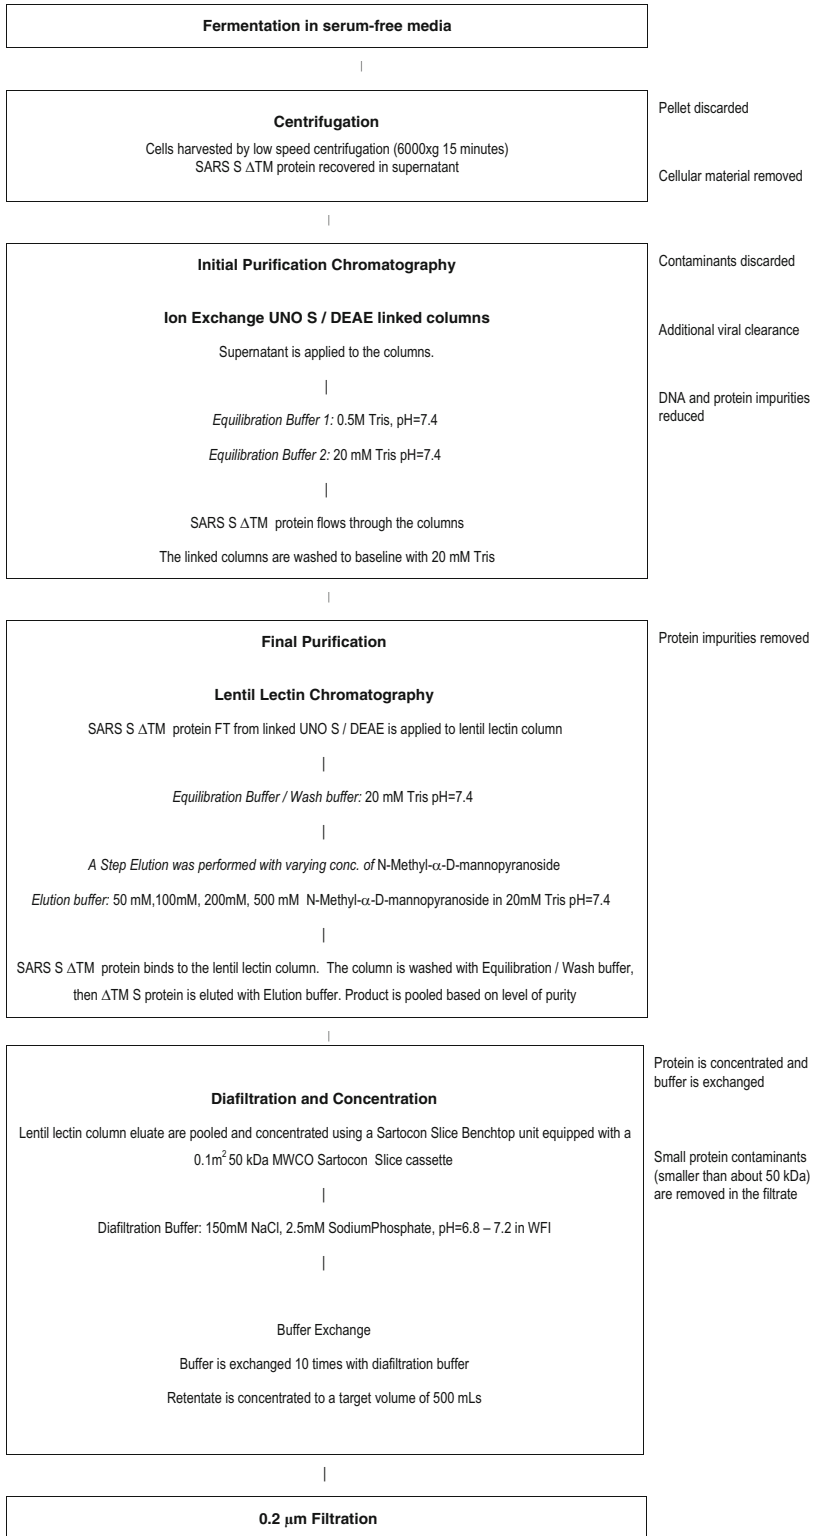 Fermentation in serum-free media
Centrifugation
Cells harvested by low speed centrifugation (6000xg 15 minutes)
SARS S ΔTM protein recovered in supernatant
Pellet discarded
Cellular material removed
Initial Purification Chromatography
Ion Exchange UNO S / DEAE linked columns
Supernatant is applied to the columns.
Equilibration Buffer 1: 0.5M Tris, pH=7.4
Equilibration Buffer 2: 20 mM Tris pH=7.4
SARS S ΔTM protein flows through the columns
The linked columns are washed to baseline with 20 mM Tris
Contaminants discarded
Additional viral clearance
DNA and protein impurities
reduced
Final Purification
Lentil Lectin Chromatography
SARS S ΔTM protein FT from linked UNO S / DEAE is applied to lentil lectin column
Equilibration Buffer / Wash buffer: 20 mM Tris pH=7.4
A Step Elution was performed with varying conc. of N-Methyl-α-D-mannopyranoside
Elution buffer: 50 mM,100mM, 200mM, 500 mM N-Methyl-α-D-mannopyranoside in 20mM Tris pH=7.4
SARS S ΔTM protein binds to the lentil lectin column. The column is washed with Equilibration / Wash buffer,
then ΔTM S protein is eluted with Elution buffer. Product is pooled based on level of purity
Protein impurities removed
Diafiltration and Concentration
Lentil lectin column eluate are pooled and concentrated using a Sartocon Slice Benchtop unit equipped with a
0.1m² 50 kDa MWCO Sartocon Slice cassette
Diafiltration Buffer: 150mM NaCl, 2.5mM SodiumPhosphate, pH=6.8 – 7.2 in WFI
Buffer Exchange
Buffer is exchanged 10 times with diafiltration buffer
Retentate is concentrated to a target volume of 500 mLs
Protein is concentrated and
buffer is exchanged
Small protein contaminants
(smaller than about 50 kDa)
are removed in the filtrate
0.2 μm Filtration